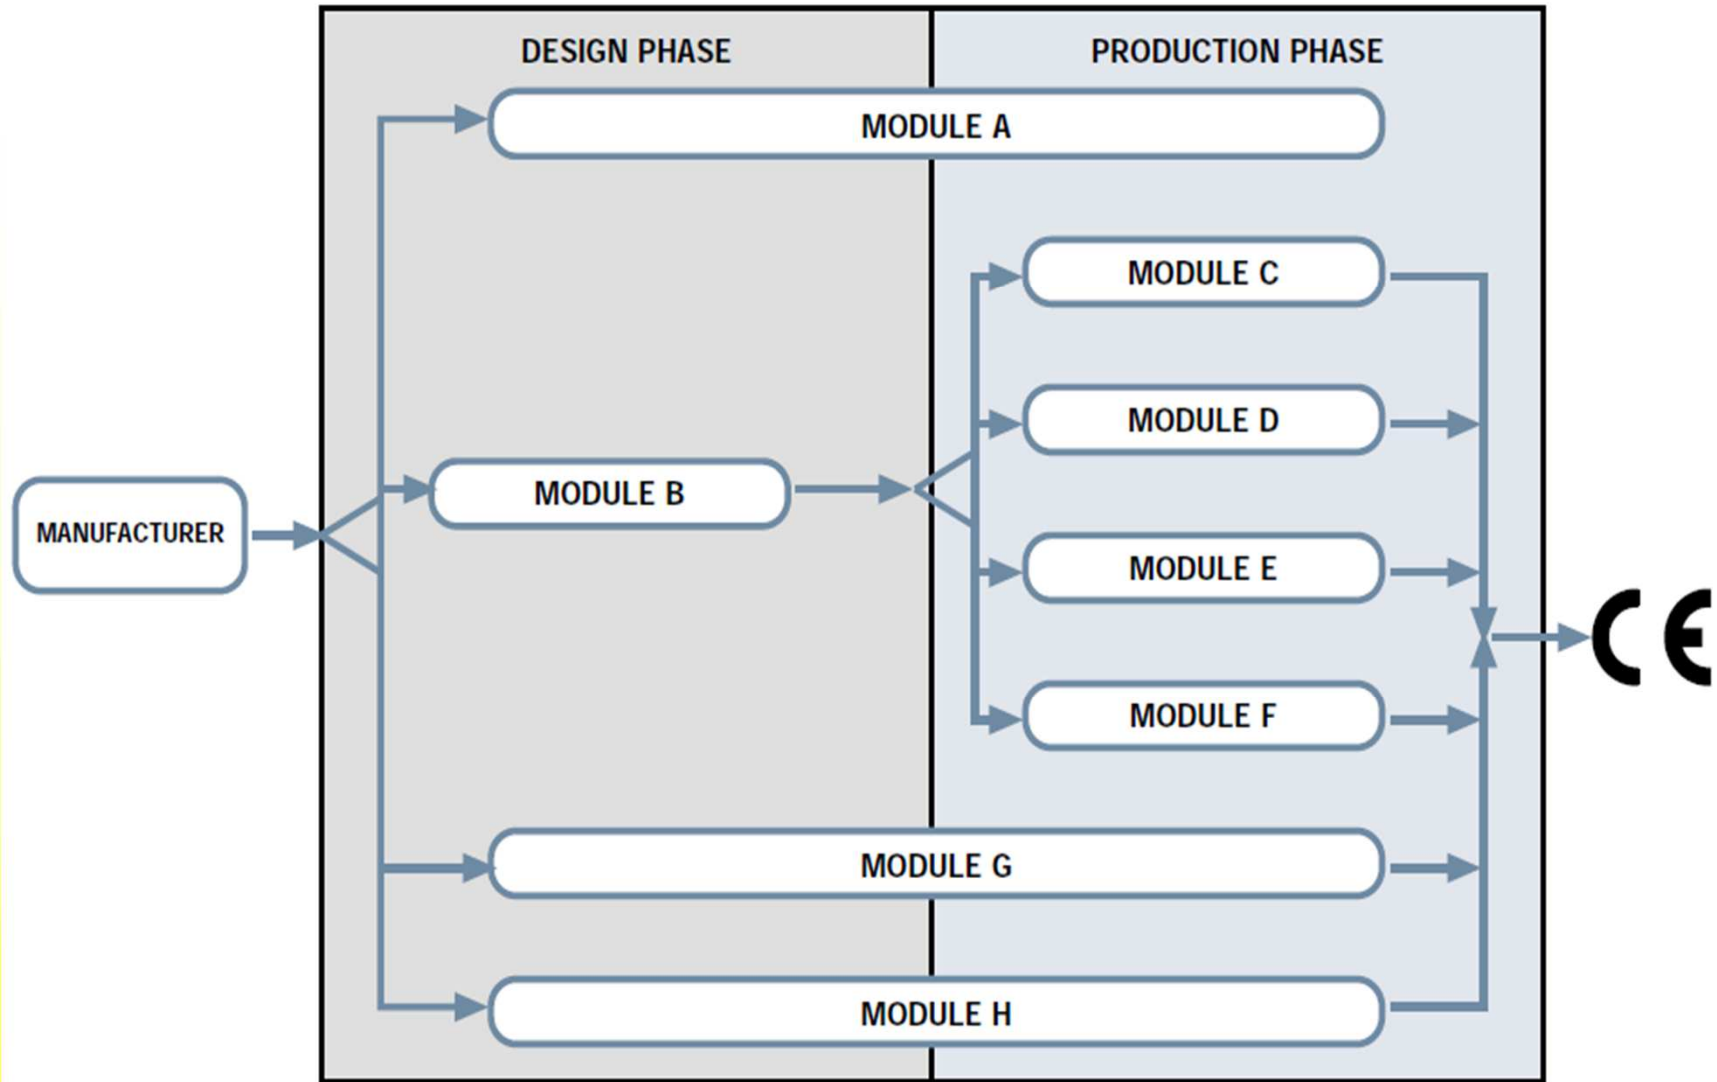 DESIGN PHASE
PRODUCTION PHASE
MODULE A
MODULE C
MODULE D
MODULE B
MANUFACTURER
MODULE E
CE
MODULE F
MODULE G
MODULE H